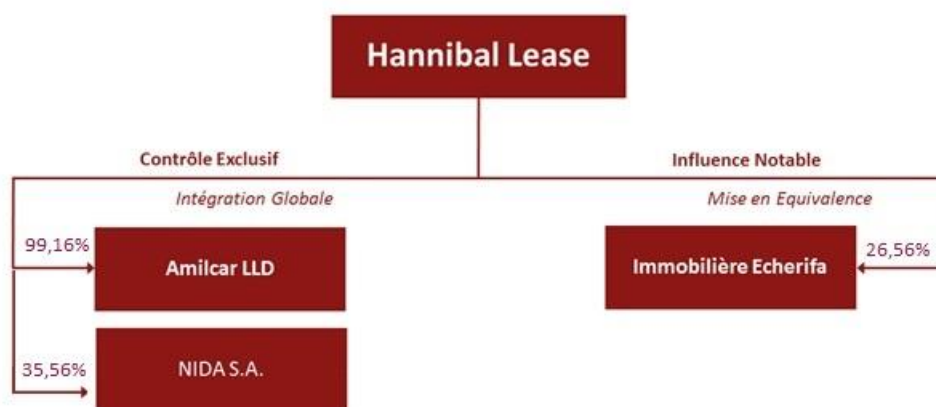 Hannibal Lease
Contrôle Exclusif
Influence Notable
Intégration Globale
Mise en Equivalence
99,16%
Amilcar LLD
Immobilière Echerifa
26,56%
35,56%
NIDA S.A.